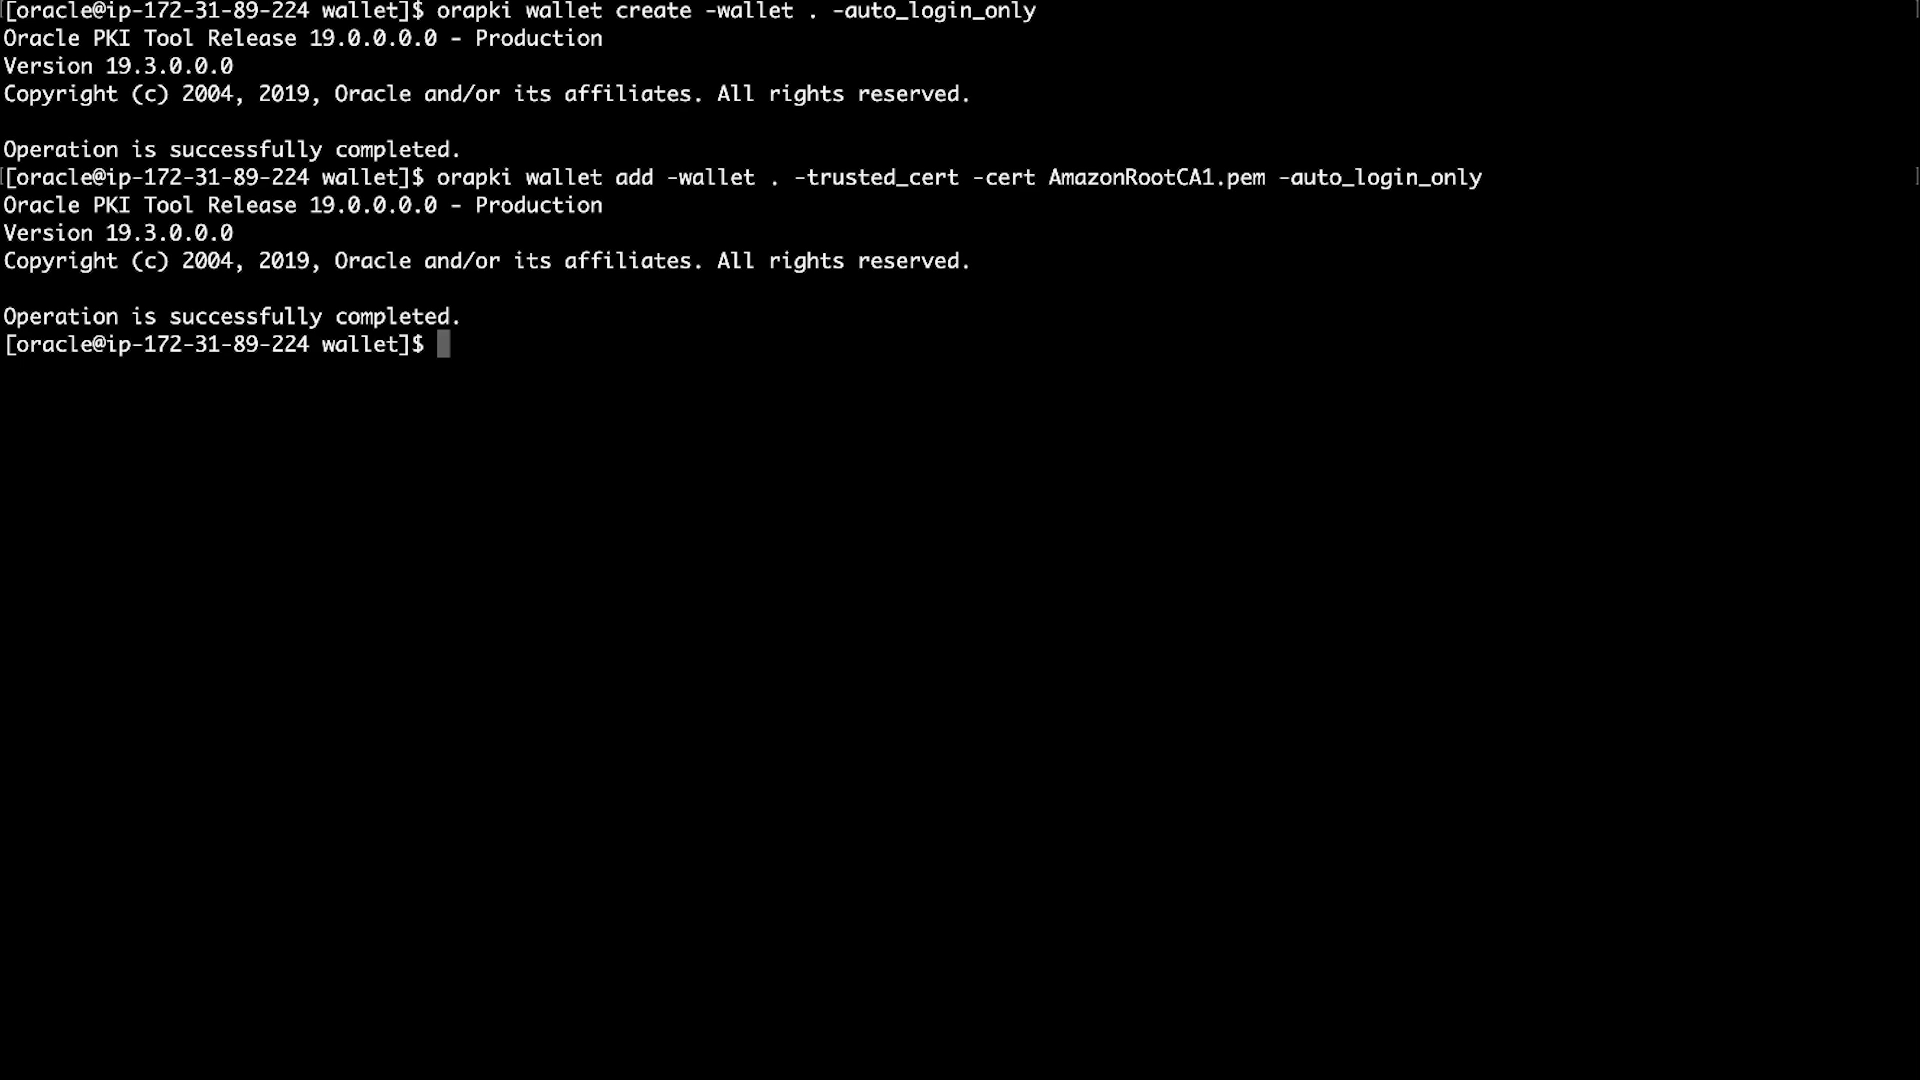 [oracle@ip-172-31-89-224 wallet]$ orapki wallet create -wallet . -auto_login_only
Oracle PKI Tool Release 19.0.0.0.0 - Production
Version 19.3.0.0.0
Copyright (c) 2004, 2019, Oracle and/or its affiliates. All rights reserved.
Operation is successfully completed.
[oracle@ip-172-31-89-224 wallet]$ orapki wallet add -wallet . -trusted_cert -cert AmazonRootCA1.pem -auto_login_only
Oracle PKI Tool Release 19.0.0.0.0 - Production
Version 19.3.0.0.0
Copyright (c) 2004, 2019, Oracle and/or its affiliates. All rights reserved.
Operation is successfully completed.
[oracle@ip-172-31-89-224 wallet]$